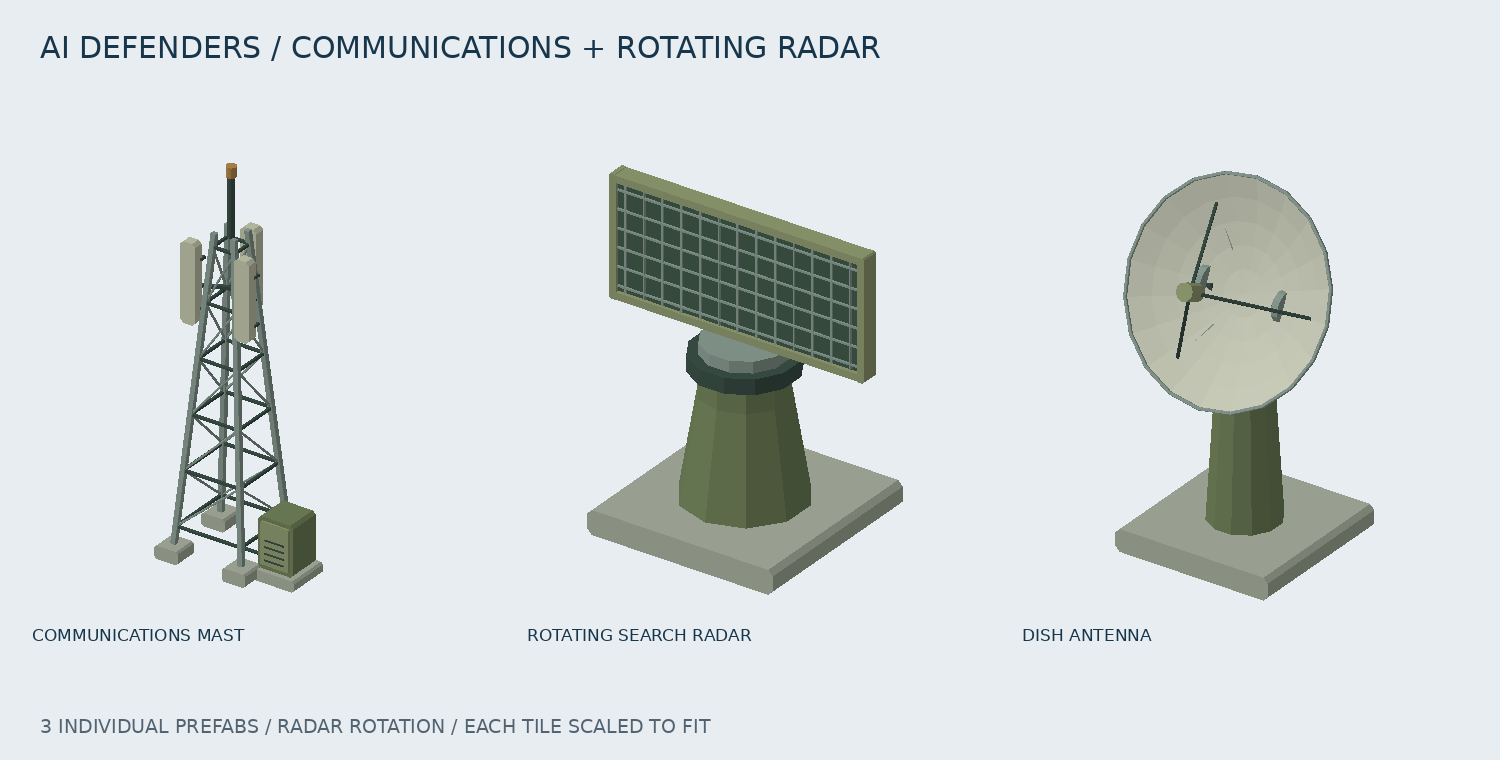 AI DEFENDERS / COMMUNICATIONS + ROTATING RADAR
COMMUNICATIONS MAST
ROTATING SEARCH RADAR
DISH ANTENNA
3 INDIVIDUAL PREFABS / RADAR ROTATION / EACH TILE SCALED TO FIT